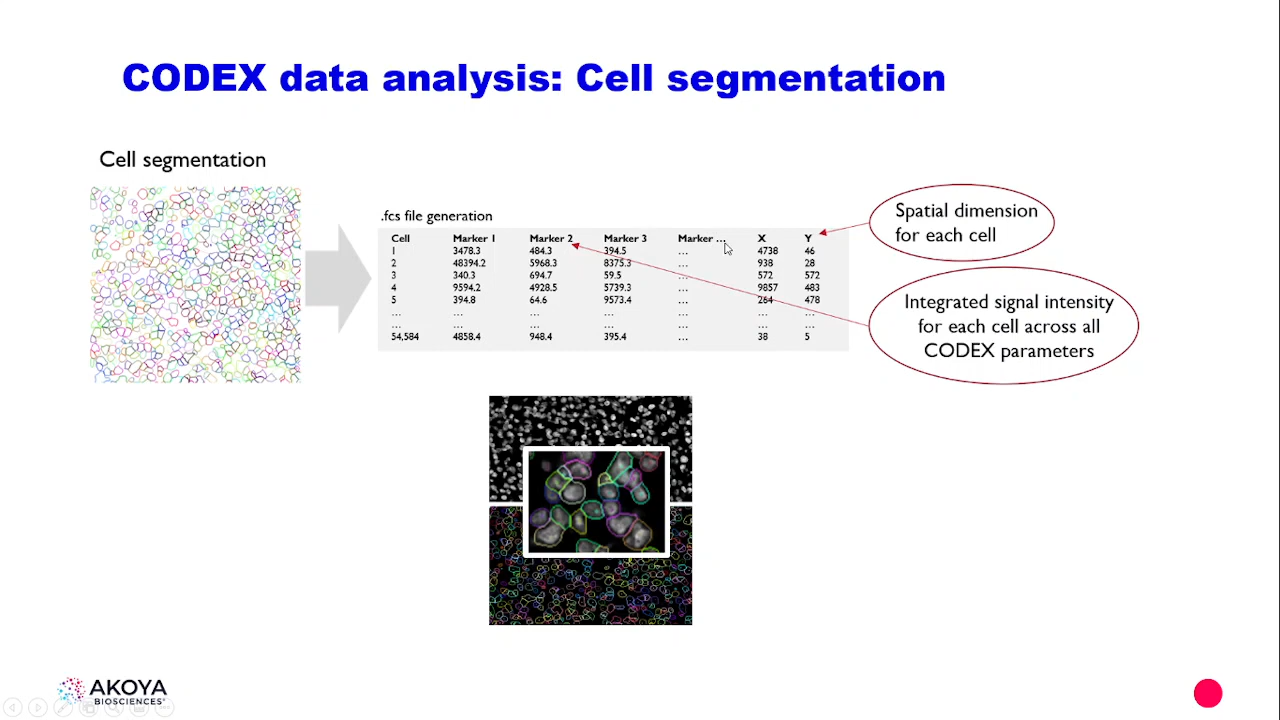 CODEX data analysis: Cell segmentation
Cell segmentation
.fcs file generation
Cell Marker 1 Marker 2 Marker 3 Marker … X Y
1 3478.3 484.3 394.5 … 4738 46
2 48394.2 5968.3 8375.3 … 938 28
3 340.3 694.7 59.5 … 572 572
4 9594.2 4928.5 5739.3 … 9857 483
5 394.8 64.6 9573.4 … 264 478
… … … … … … …
… … … … … … …
54,584 4858.4 948.4 395.4 … 38 5
Spatial dimension
for each cell
Integrated signal intensity
for each cell across all
CODEX parameters
AKOYA
BIOSCIENCES